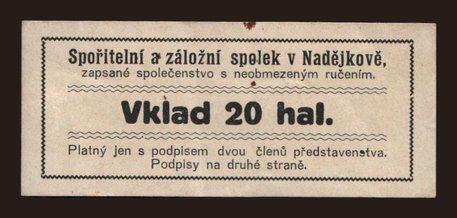 Spořitelní a záložní spolek v Nadějkově,
zapsané společenstvo s neobmezeným ručením.
Vklad 20 hal.
Platný jen s podpisem dvou členů představenstva.
Podpisy na druhé straně.